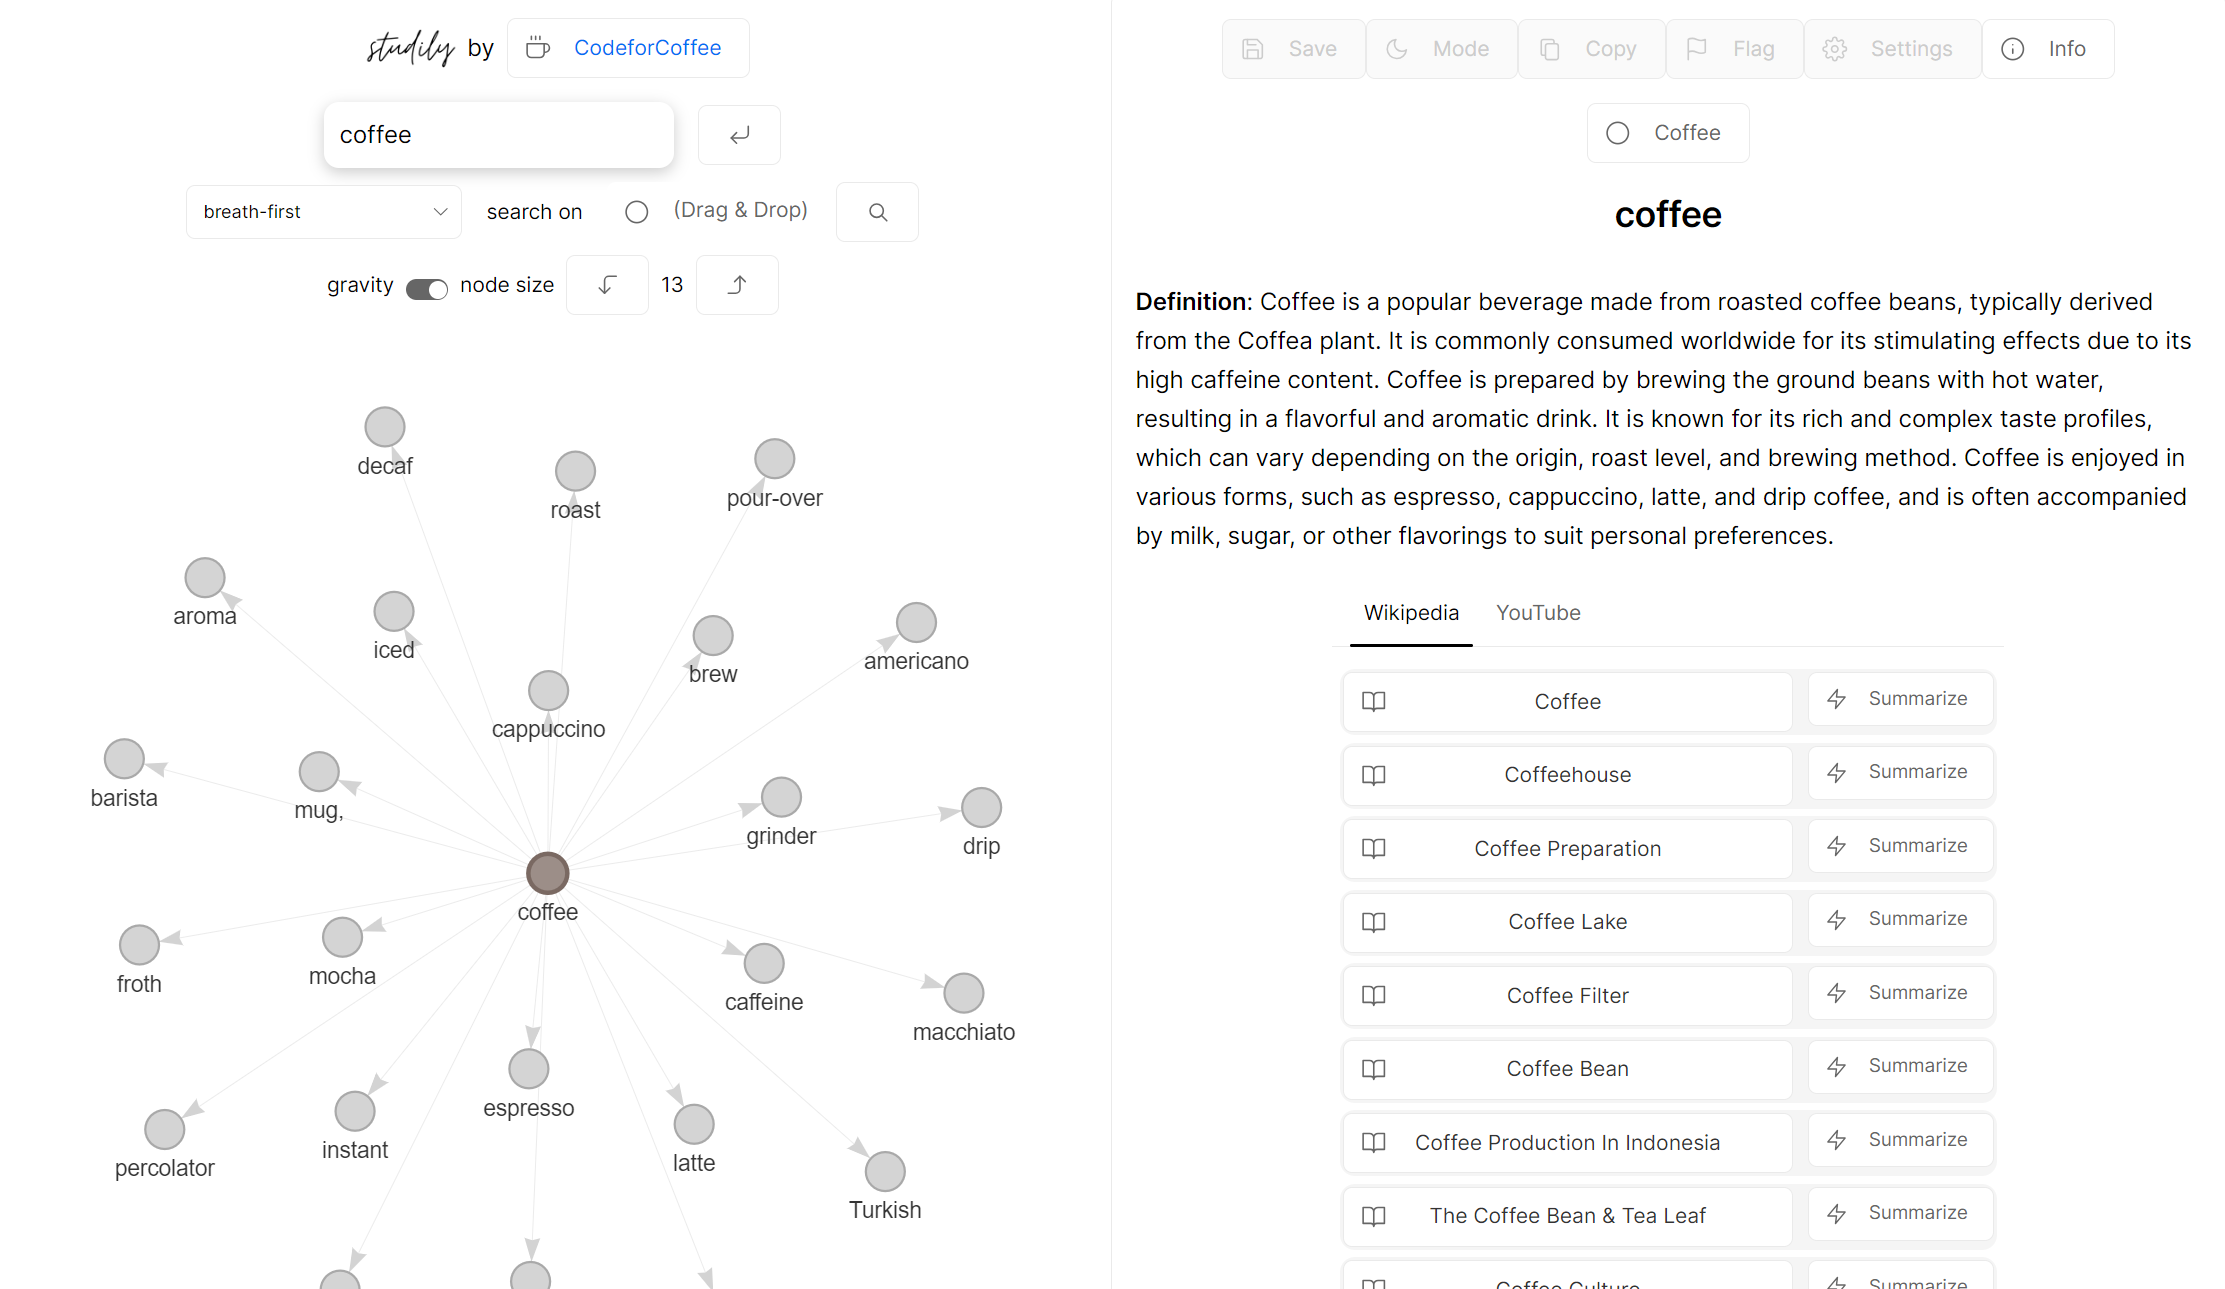 studily by CodeforCoffee
coffee
breath-first search on (Drag & Drop)
gravity node size 13
decaf
roast
pour-over
aroma
iced
brew
americano
cappuccino
barista
mug,
grinder
drip
coffee
froth
mocha
caffeine
macchiato
espresso
percolator
instant
latte
Turkish
Save Mode Copy Flag Settings Info
Coffee
coffee
Definition: Coffee is a popular beverage made from roasted coffee beans, typically derived
from the Coffea plant. It is commonly consumed worldwide for its stimulating effects due to its
high caffeine content. Coffee is prepared by brewing the ground beans with hot water,
resulting in a flavorful and aromatic drink. It is known for its rich and complex taste profiles,
which can vary depending on the origin, roast level, and brewing method. Coffee is enjoyed in
various forms, such as espresso, cappuccino, latte, and drip coffee, and is often accompanied
by milk, sugar, or other flavorings to suit personal preferences.
Wikipedia YouTube
Coffee Summarize
Coffeehouse Summarize
Coffee Preparation Summarize
Coffee Lake Summarize
Coffee Filter Summarize
Coffee Bean Summarize
Coffee Production In Indonesia Summarize
The Coffee Bean & Tea Leaf Summarize
Coffee Culture Summarize